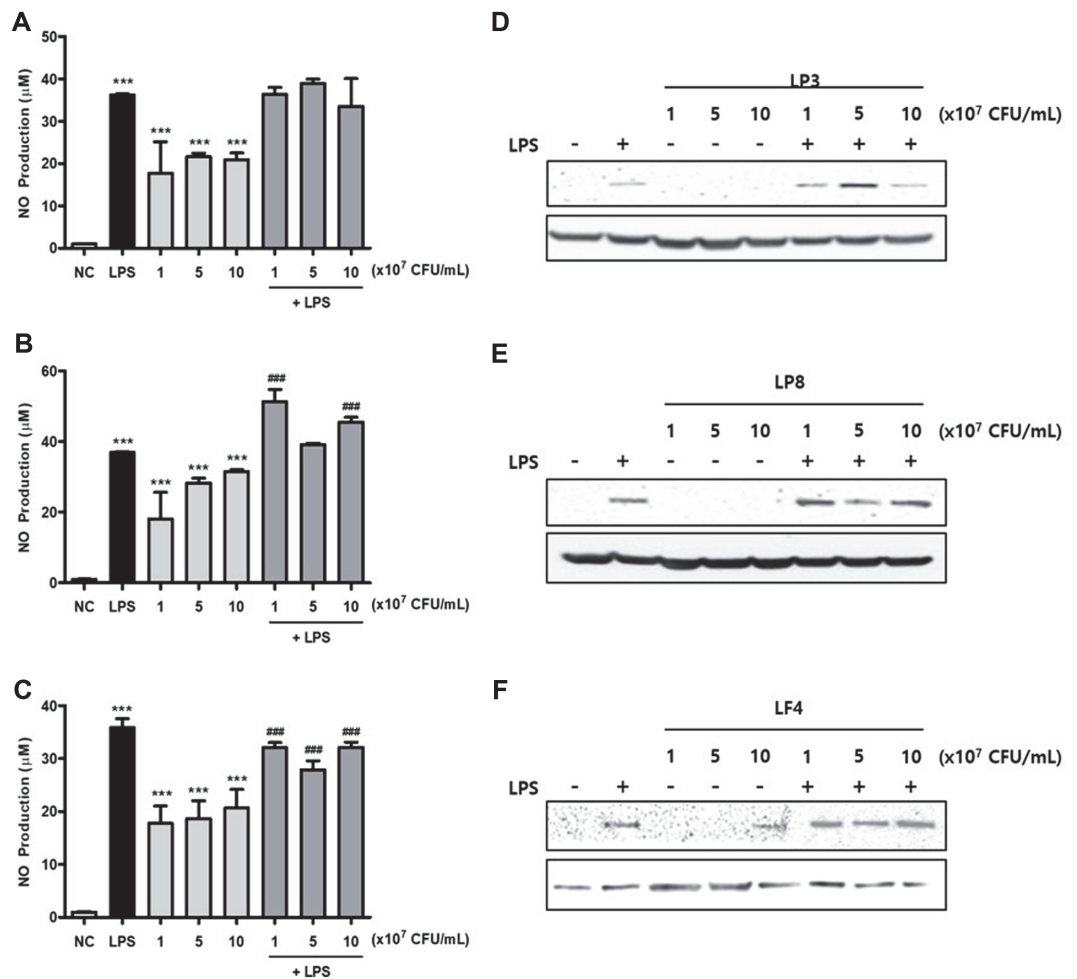 A
NO Production (μM)
50
40
30
20
10
0
***
***
***
***
NC LPS 1 5 10 (x10⁷ CFU/mL) 1 5 10 (x10⁷ CFU/mL)
+ LPS
B
NO Production (μM)
60
40
20
0
***
***
***
***
###
###
NC LPS 1 5 10 1 5 10 (x10⁷ CFU/mL)
+ LPS
C
NO Production (μM)
40
30
20
10
0
***
***
***
***
###
###
###
NC LPS 1 5 10 1 5 10 (x10⁷ CFU/mL)
+ LPS
D
LP3
1 5 10 1 5 10 (x10⁷ CFU/mL)
LPS - + - - - + + +
E
LP8
1 5 10 1 5 10 (x10⁷ CFU/mL)
LPS - + - - - + + +
F
LF4
1 5 10 1 5 10 (x10⁷ CFU/mL)
LPS - + - - - + + +